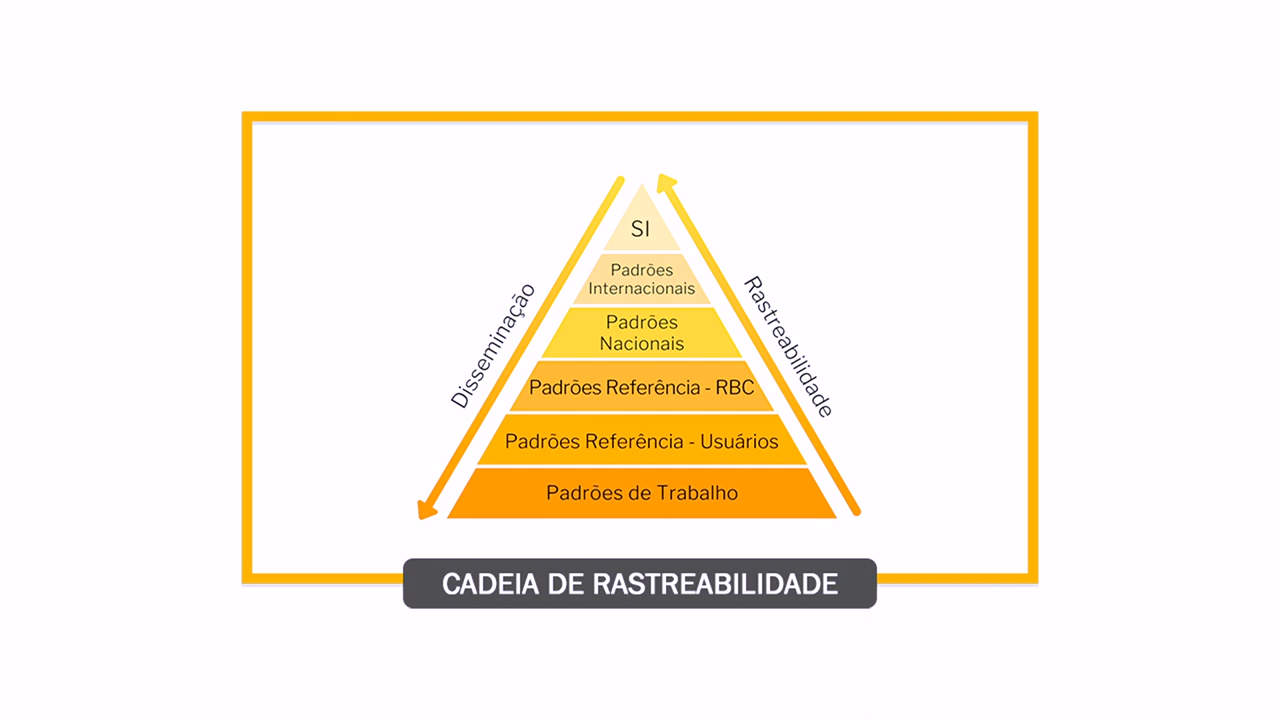 SI
Padrões
Internacionais
Padrões
Nacionais
Padrões Referência - RBC
Padrões Referência - Usuários
Padrões de Trabalho
Disseminação
Rastreabilidade
CADEIA DE RASTREABILIDADE